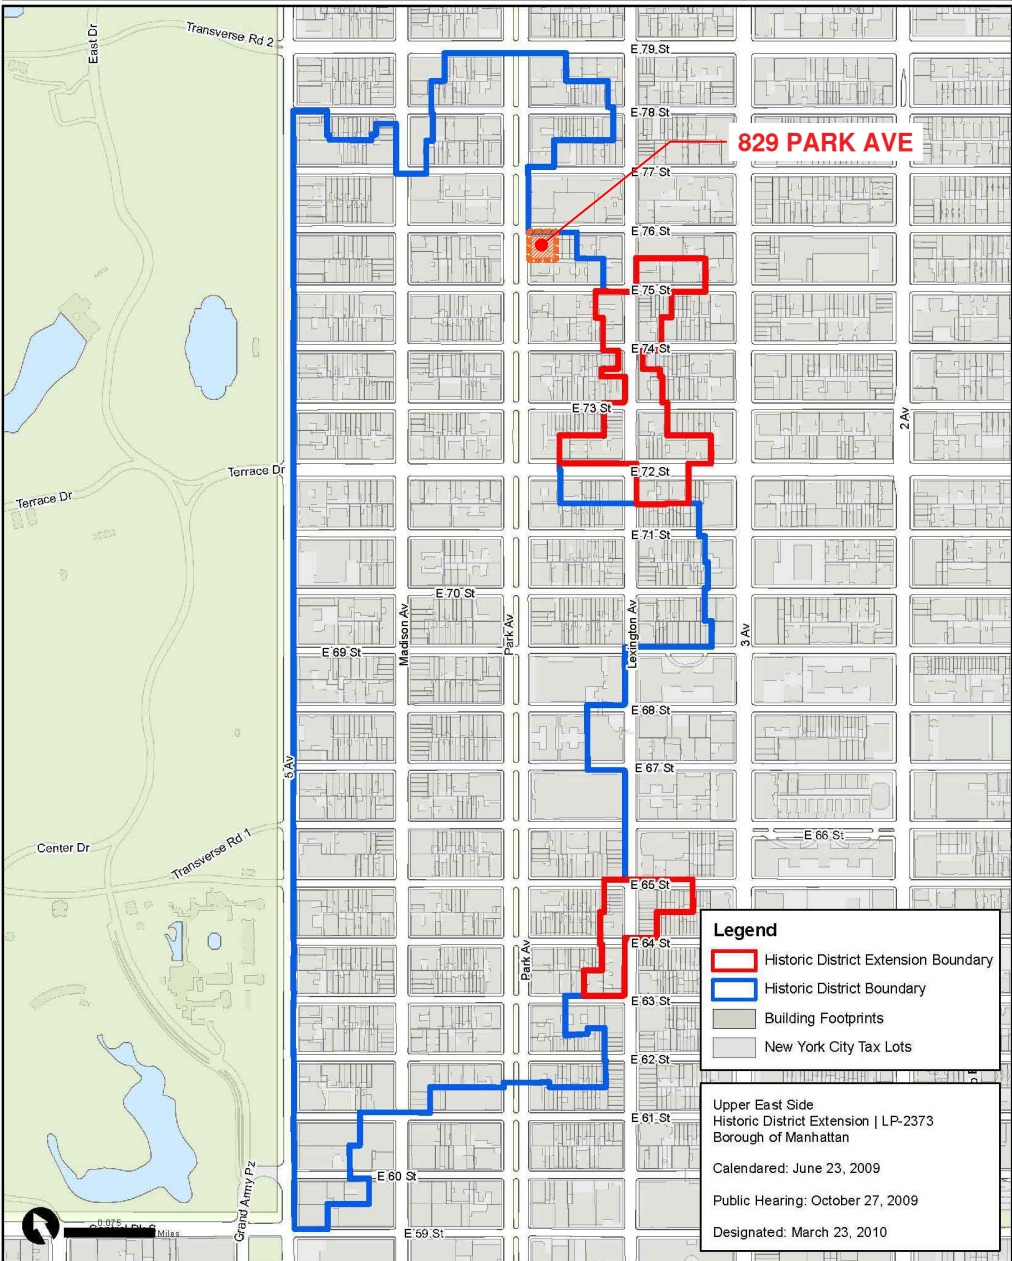 East Dr
Transverse Rd 2
E 79 St
E 78 St
829 PARK AVE
E 77 St
E 76 St
E 75 St
E 74 St
E 73 St
2 Av
Terrace Dr
E 72 St
Terrace Dr
E 71 St
E 70 St
Madison Av
Park Av
Lexington Av
3 Av
E 69 St
E 68 St
5 Av
E 67 St
E 66 St
Center Dr
Transverse Rd 1
E 65 St
Park Av
E 64 St
E 63 St
E 62 St
E 61 St
E 60 St
Grand Army Pz
E 59 St
0.075
Miles
Legend
Historic District Extension Boundary
Historic District Boundary
Building Footprints
New York City Tax Lots
Upper East Side
Historic District Extension | LP-2373
Borough of Manhattan
Calendared: June 23, 2009
Public Hearing: October 27, 2009
Designated: March 23, 2010